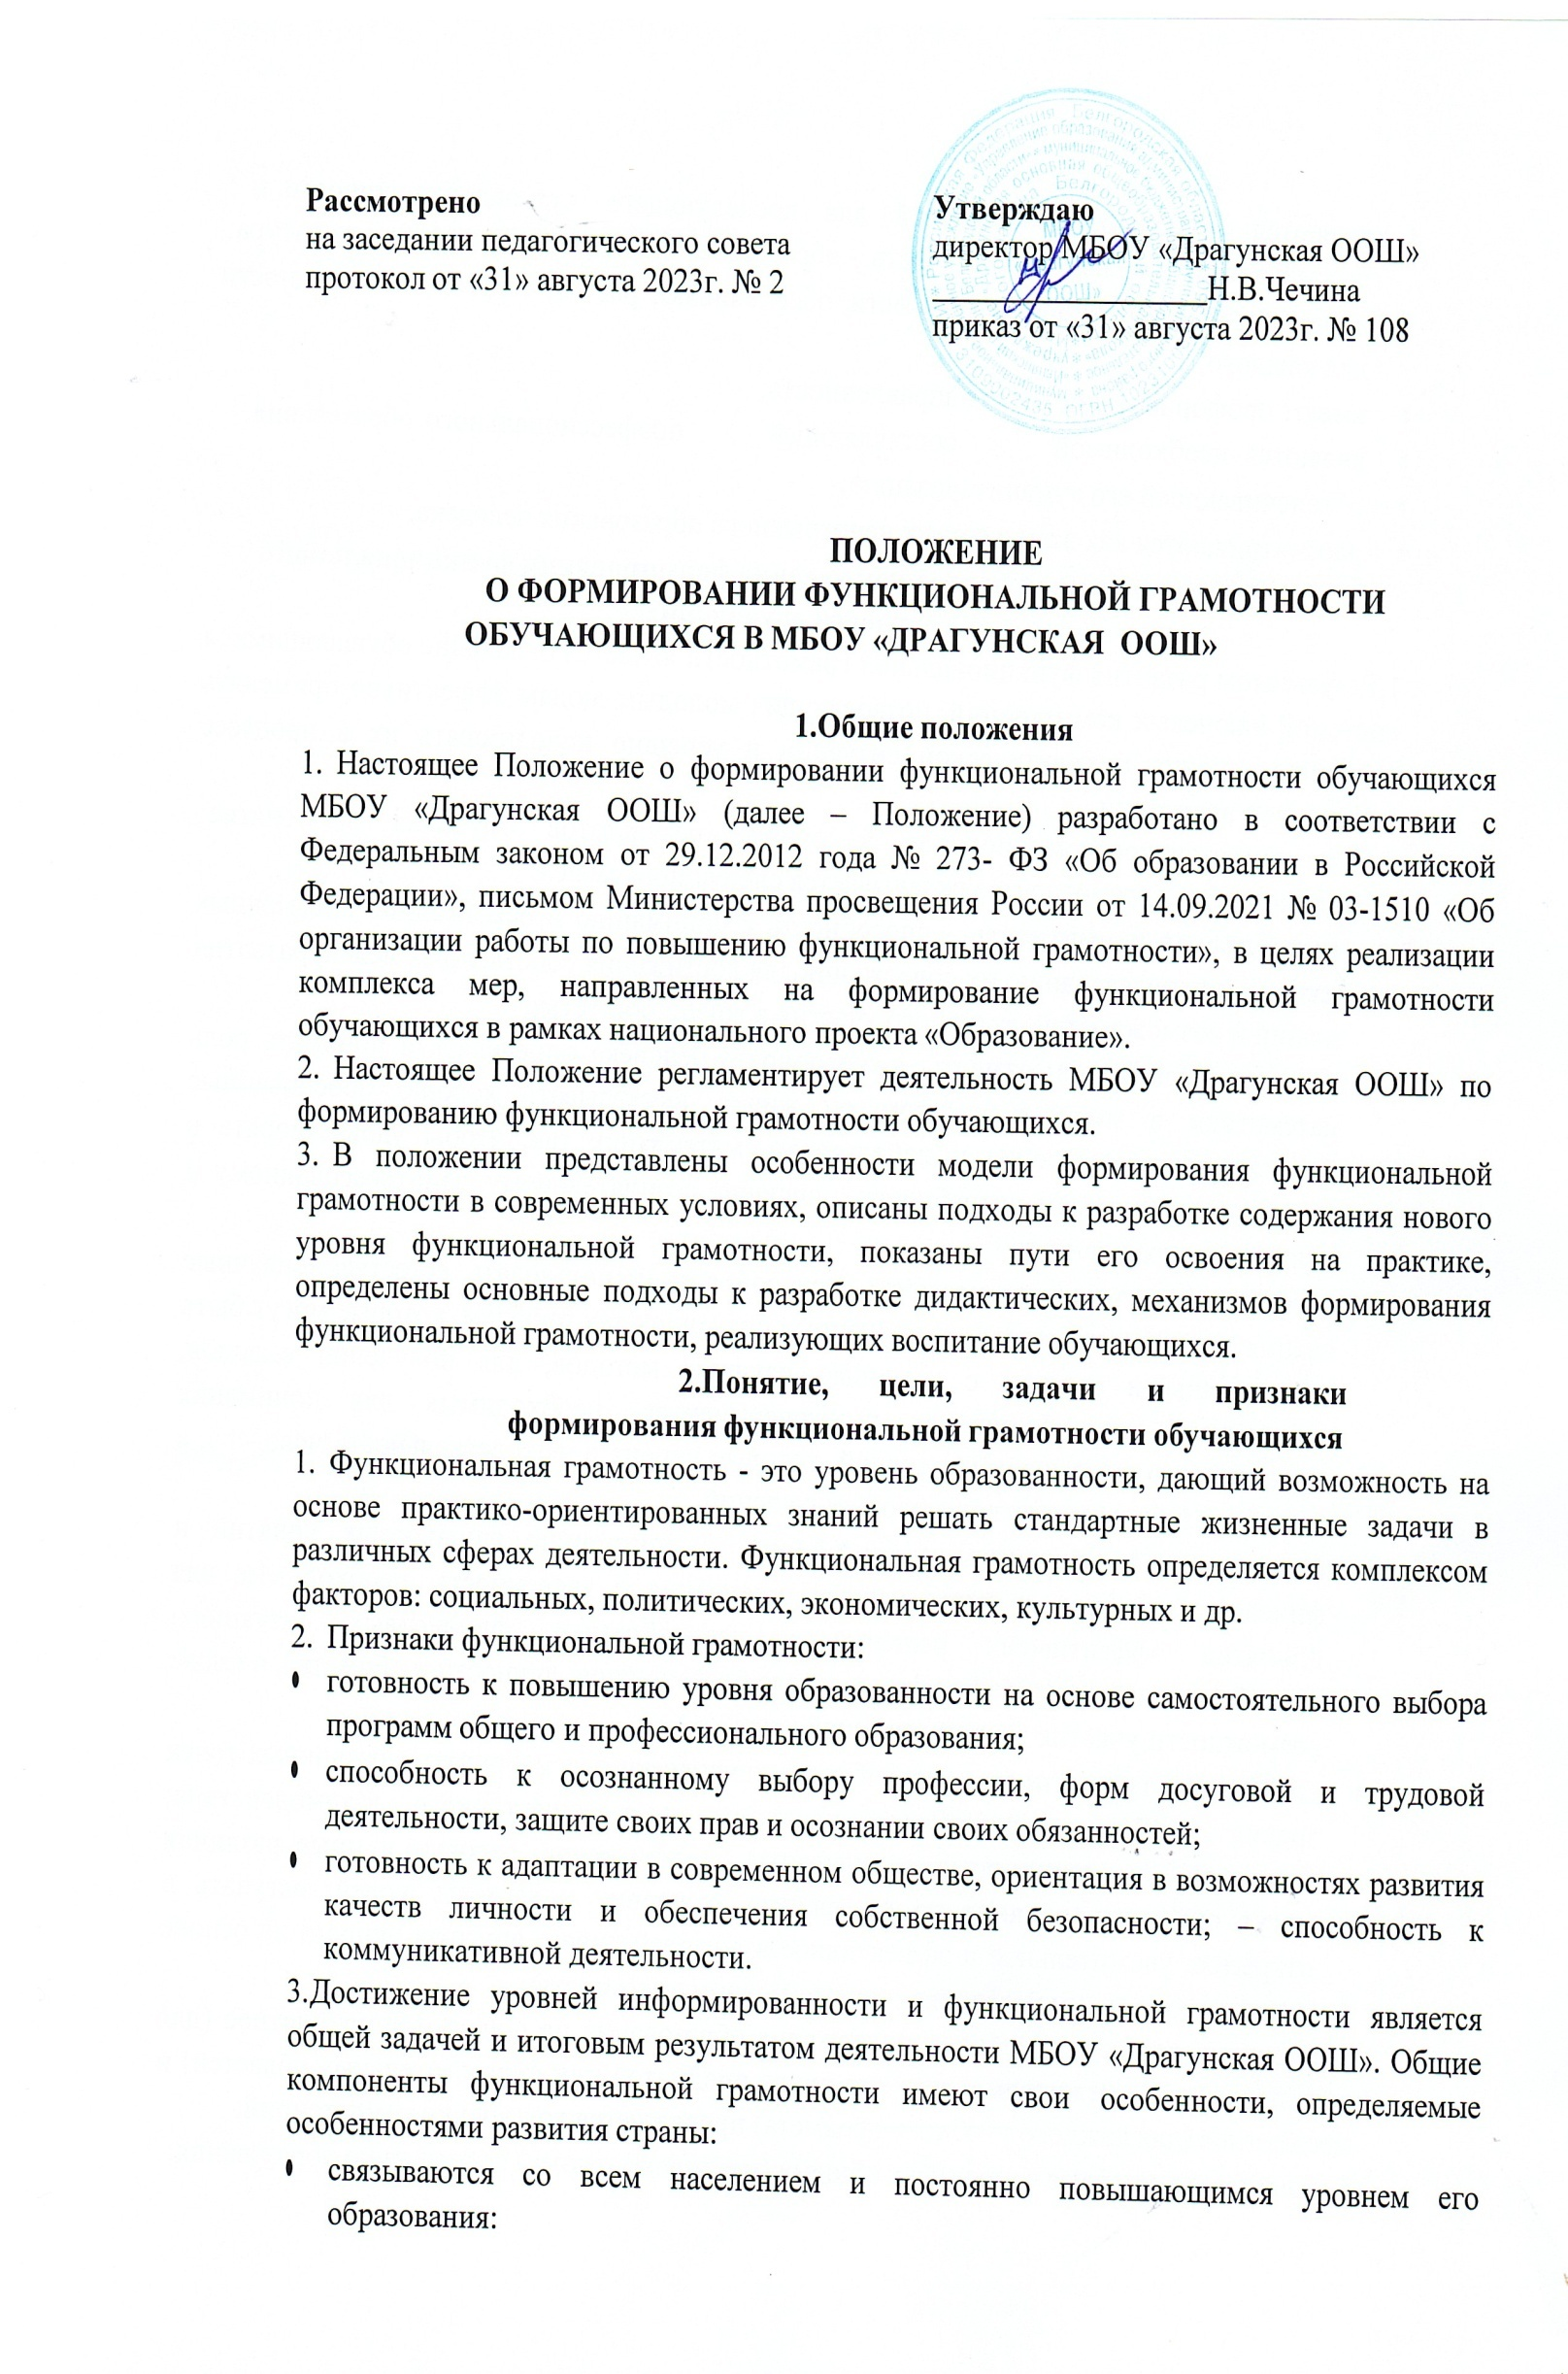 Рассмотрено
на заседании педагогического совета
протокол от «31» августа 2023г. № 2
Утверждаю
директор МБОУ «Драгунская ООШ»
________________Н.В.Чечина
приказ от «31» августа 2023г. № 108
ПОЛОЖЕНИЕ
О ФОРМИРОВАНИИ ФУНКЦИОНАЛЬНОЙ ГРАМОТНОСТИ
ОБУЧАЮЩИХСЯ В МБОУ «ДРАГУНСКАЯ ООШ»
1.Общие положения
1. Настоящее Положение о формировании функциональной грамотности обучающихся
МБОУ «Драгунская ООШ» (далее – Положение) разработано в соответствии с
Федеральным законом от 29.12.2012 года № 273- ФЗ «Об образовании в Российской
Федерации», письмом Министерства просвещения России от 14.09.2021 № 03-1510 «Об
организации работы по повышению функциональной грамотности», в целях реализации
комплекса мер, направленных на формирование функциональной грамотности
обучающихся в рамках национального проекта «Образование».
2. Настоящее Положение регламентирует деятельность МБОУ «Драгунская ООШ» по
формированию функциональной грамотности обучающихся.
3. В положении представлены особенности модели формирования функциональной
грамотности в современных условиях, описаны подходы к разработке содержания нового
уровня функциональной грамотности, показаны пути его освоения на практике,
определены основные подходы к разработке дидактических, механизмов формирования
функциональной грамотности, реализующих воспитание обучающихся.
2.Понятие, цели, задачи и признаки
формирования функциональной грамотности обучающихся
1. Функциональная грамотность - это уровень образованности, дающий возможность на
основе практико-ориентированных знаний решать стандартные жизненные задачи в
различных сферах деятельности. Функциональная грамотность определяется комплексом
факторов: социальных, политических, экономических, культурных и др.
2. Признаки функциональной грамотности:
• готовность к повышению уровня образованности на основе самостоятельного выбора
программ общего и профессионального образования;
• способность к осознанному выбору профессии, форм досуговой и трудовой
деятельности, защите своих прав и осознании своих обязанностей;
• готовность к адаптации в современном обществе, ориентация в возможностях развития
качеств личности и обеспечения собственной безопасности; – способность к
коммуникативной деятельности.
3.Достижение уровней информированности и функциональной грамотности является
общей задачей и итоговым результатом деятельности МБОУ «Драгунская ООШ». Общие
компоненты функциональной грамотности имеют свои особенности, определяемые
особенностями развития страны:
• связываются со всем населением и постоянно повышающимся уровнем его
образования: